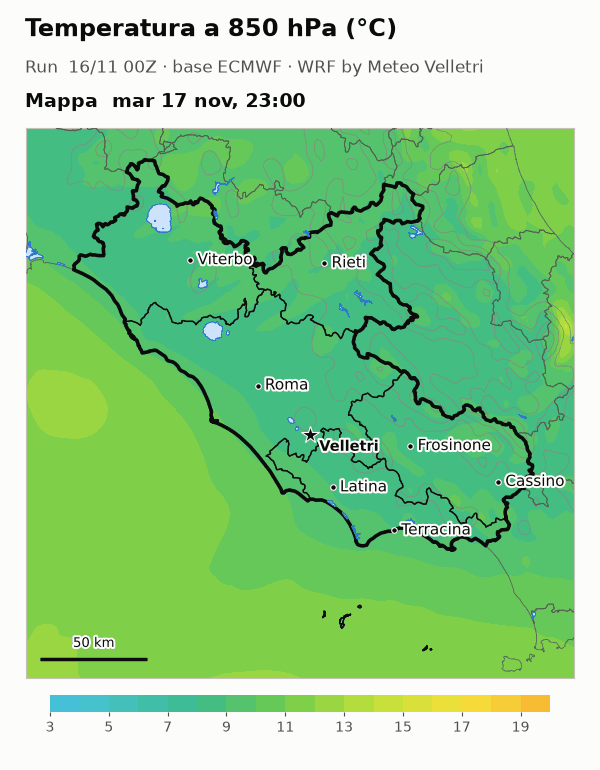 Temperatura a 850 hPa (°C)
Run  16/11 00Z · base ECMWF · WRF by Meteo Velletri
Mappa  mar 17 nov, 23:00
Viterbo
Rieti
Roma
Velletri
Frosinone
Cassino
Latina
Terracina
50 km
3 5 7 9 11 13 15 17 19